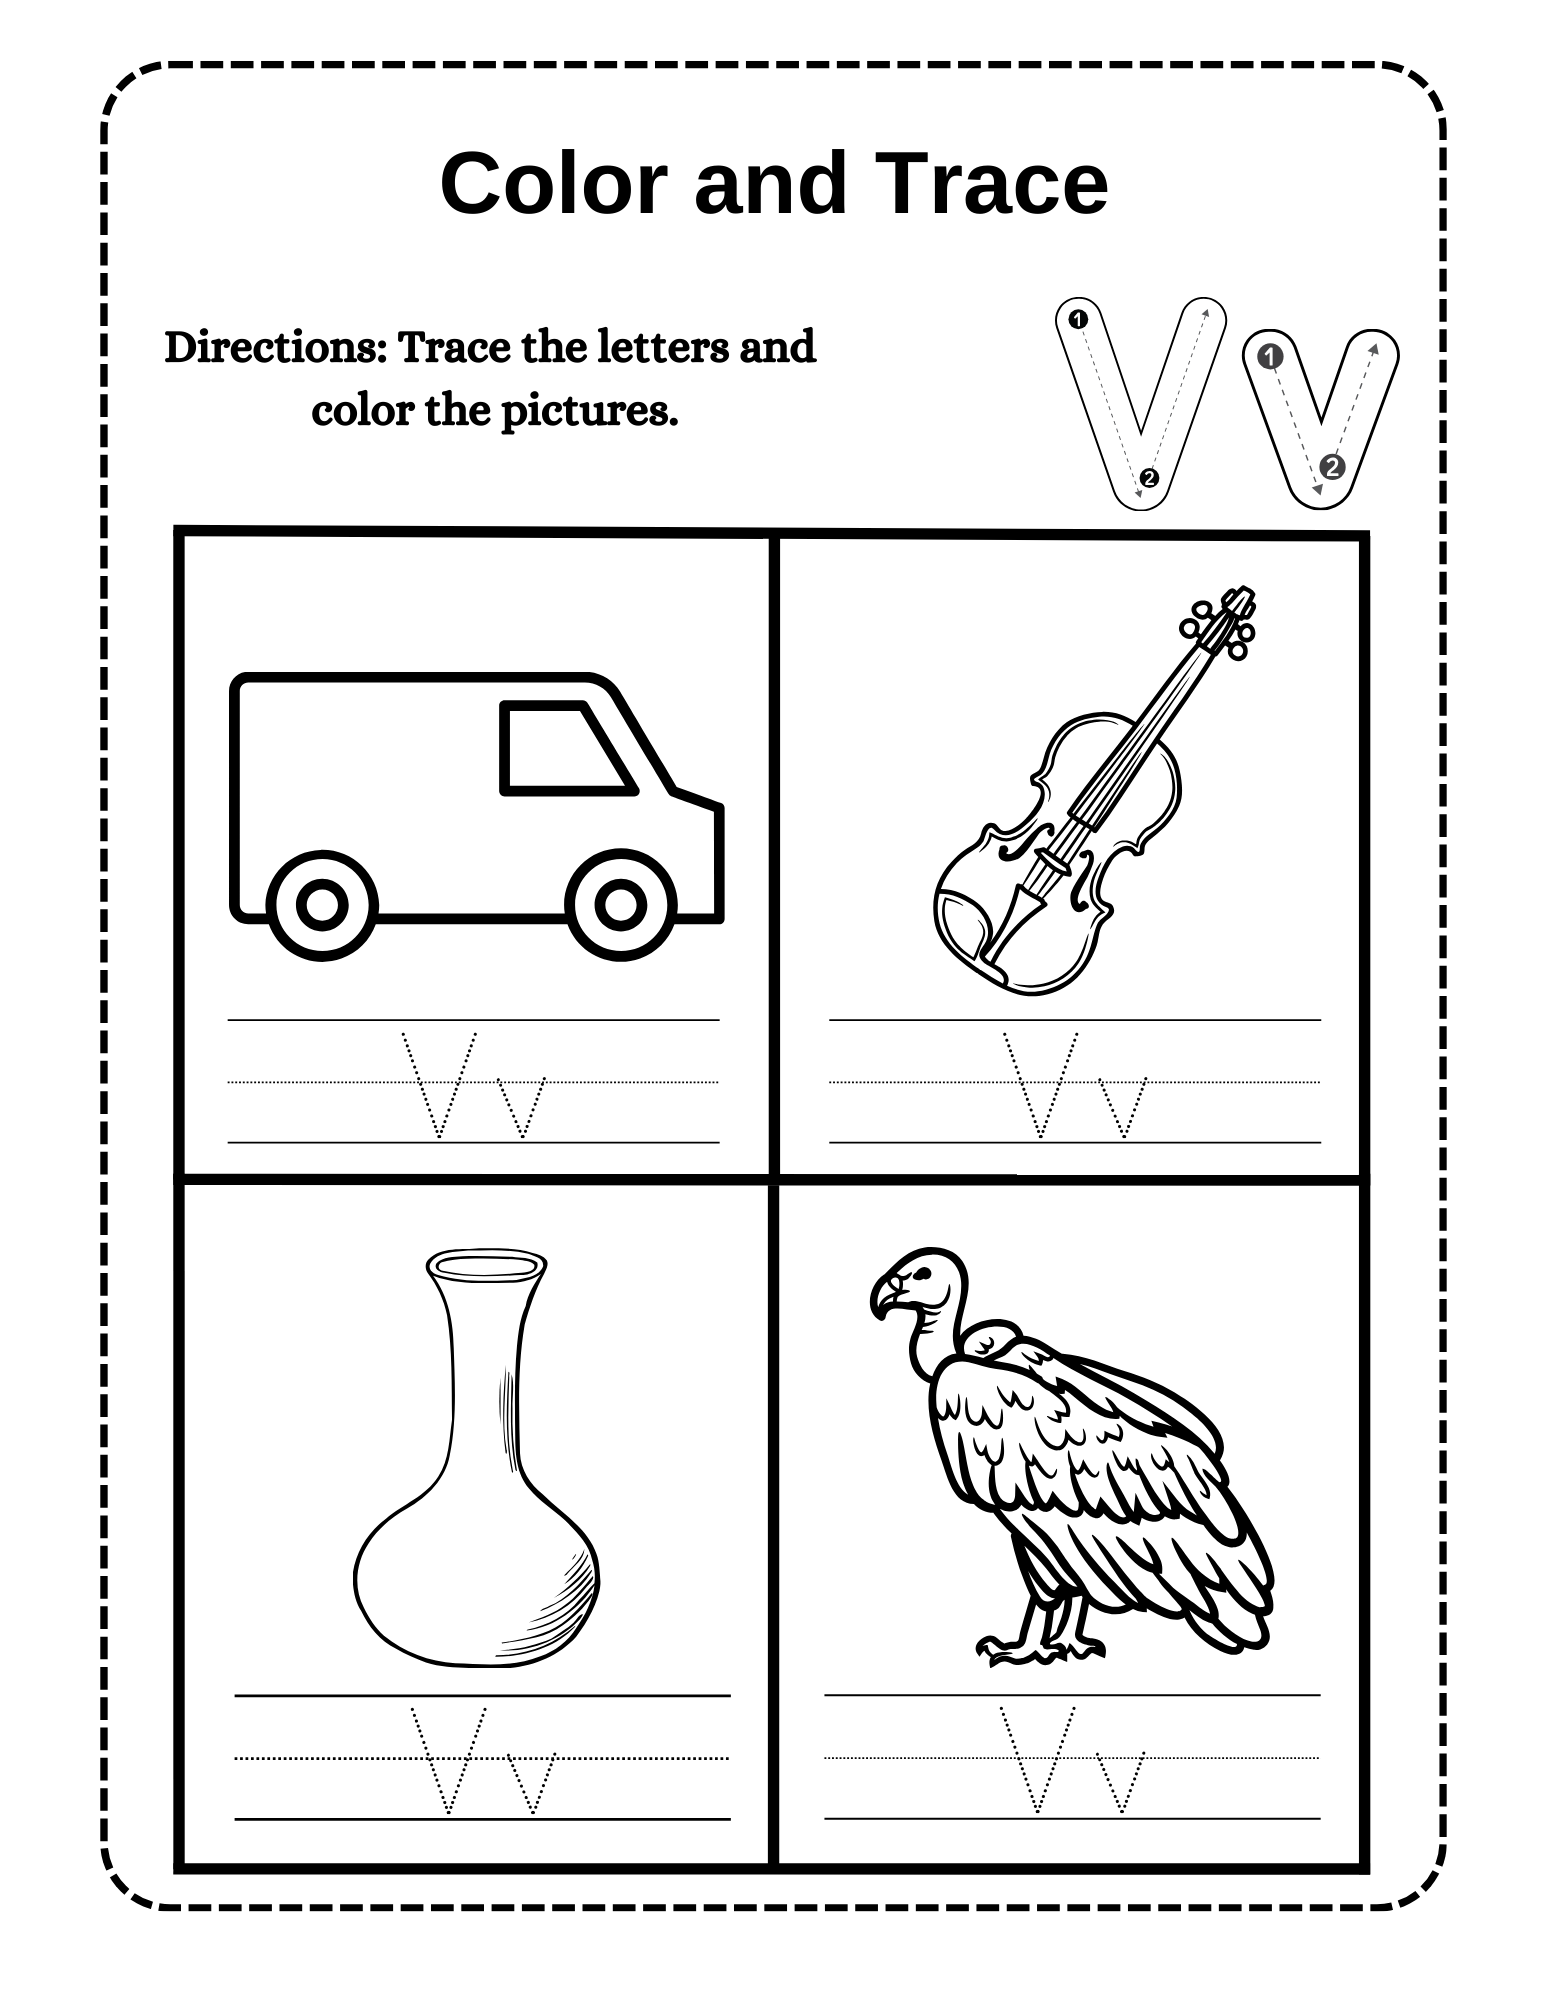 Color and Trace
Directions: Trace the letters and
color the pictures.
1 2 1 2
V v
V v
V v
V v
V v